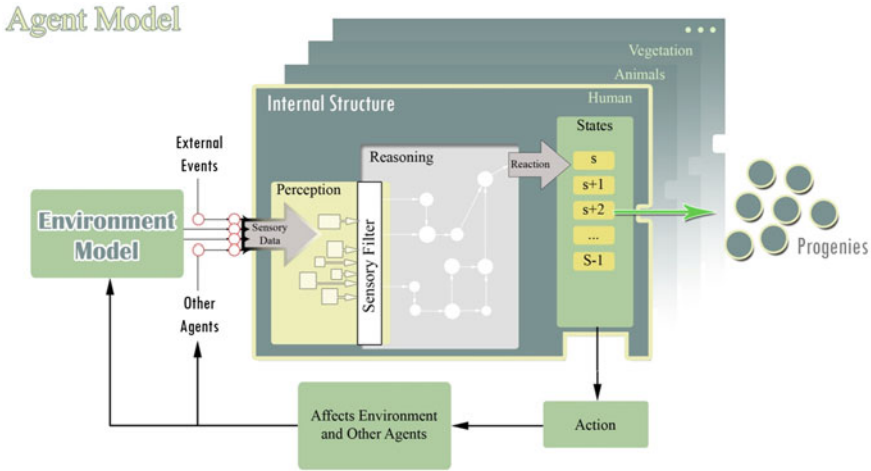 Agent Model
Vegetation
Animals
Human
Internal Structure
States
External
Events
Reasoning
Reaction
s
Perception
s+1
Environment
Model
Sensory
Data
Sensory Filter
s+2
...
S-1
Progenies
Other
Agents
Affects Environment
and Other Agents
Action